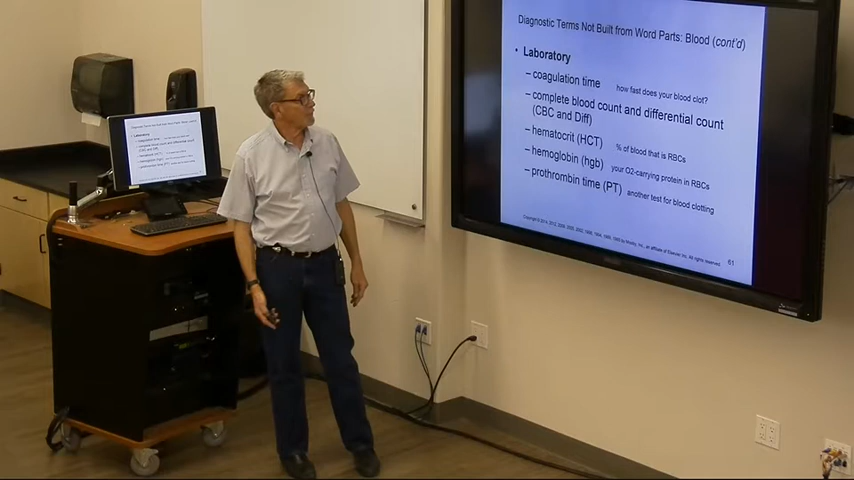 Diagnostic Terms Not Built from Word Parts: Blood (cont'd)
• Laboratory
– coagulation time how fast does your blood clot?
– complete blood count and differential count
(CBC and Diff)
– hematocrit (HCT) % of blood that is RBCs
– hemoglobin (hgb) your O2-carrying protein in RBCs
– prothrombin time (PT) another test for blood clotting
61